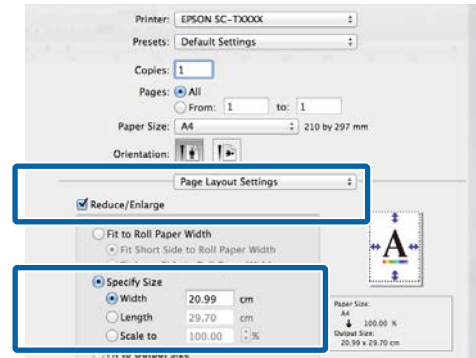 Printer: EPSON SC-TXXXX
Presets: Default Settings
Copies: 1
Pages: All
From: 1 to: 1
Paper Size: A4 210 by 297 mm
Orientation:
Page Layout Settings
Reduce/Enlarge
Fit to Roll Paper Width
Fit Short Side to Roll Paper Width
Specify Size
Width 20.99 cm
Length 29.70 cm
Scale to 100.00 %
A
Paper Size:
A4
100.00 %
Output Size:
20.99 x 29.70 cm